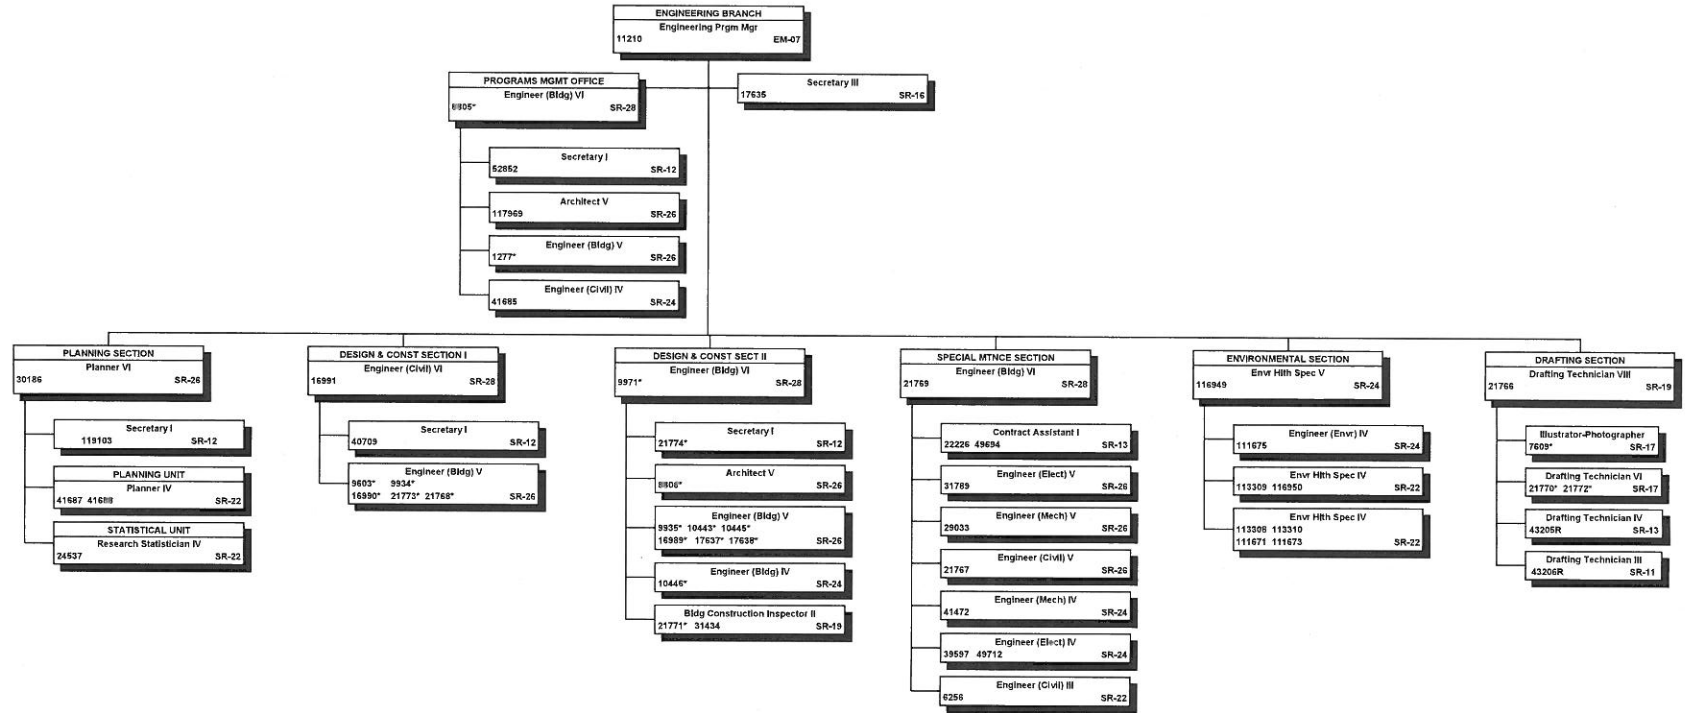 ENGINEERING BRANCH
Engineering Prgm Mgr
11210 EM-07
PROGRAMS MGMT OFFICE
Engineer (Bldg) VI
8805* SR-28
Secretary III
17635 SR-16
Secretary I
52852 SR-12
Architect V
117969 SR-26
Engineer (Bldg) V
1277* SR-26
Engineer (Civil) IV
41685 SR-24
PLANNING SECTION
Planner VI
30186 SR-26
Secretary I
119103 SR-12
PLANNING UNIT
Planner IV
41687 41688 SR-22
STATISTICAL UNIT
Research Statistician IV
24537 SR-22
DESIGN & CONST SECTION I
Engineer (Civil) VI
16991 SR-28
Secretary I
40709 SR-12
Engineer (Bldg) V
9603* 9934*
16990* 21773* 21768* SR-26
DESIGN & CONST SECT II
Engineer (Bldg) VI
9971* SR-28
Secretary I
21774* SR-12
Architect V
8806* SR-26
Engineer (Bldg) V
9935* 10443* 10445*
16989* 17637* 17638* SR-26
Engineer (Bldg) IV
10446* SR-24
Bldg Construction Inspector II
21771* 31434 SR-19
SPECIAL MTNCE SECTION
Engineer (Bldg) VI
21769 SR-28
Contract Assistant I
22226 49694 SR-13
Engineer (Elect) V
31789 SR-26
Engineer (Mech) V
29033 SR-26
Engineer (Civil) V
21767 SR-26
Engineer (Mech) IV
41472 SR-24
Engineer (Elect) IV
39597 49712 SR-24
Engineer (Civil) III
6256 SR-22
ENVIRONMENTAL SECTION
Envr Hlth Spec V
116949 SR-24
Engineer (Envr) IV
111675 SR-24
Envr Hlth Spec IV
113309 116950 SR-22
Envr Hlth Spec IV
113308 113310
111671 111673 SR-22
DRAFTING SECTION
Drafting Technician VIII
21766 SR-19
Illustrator-Photographer
7609* SR-17
Drafting Technician VI
21770* 21772* SR-17
Drafting Technician IV
43205R SR-13
Drafting Technician III
43206R SR-11